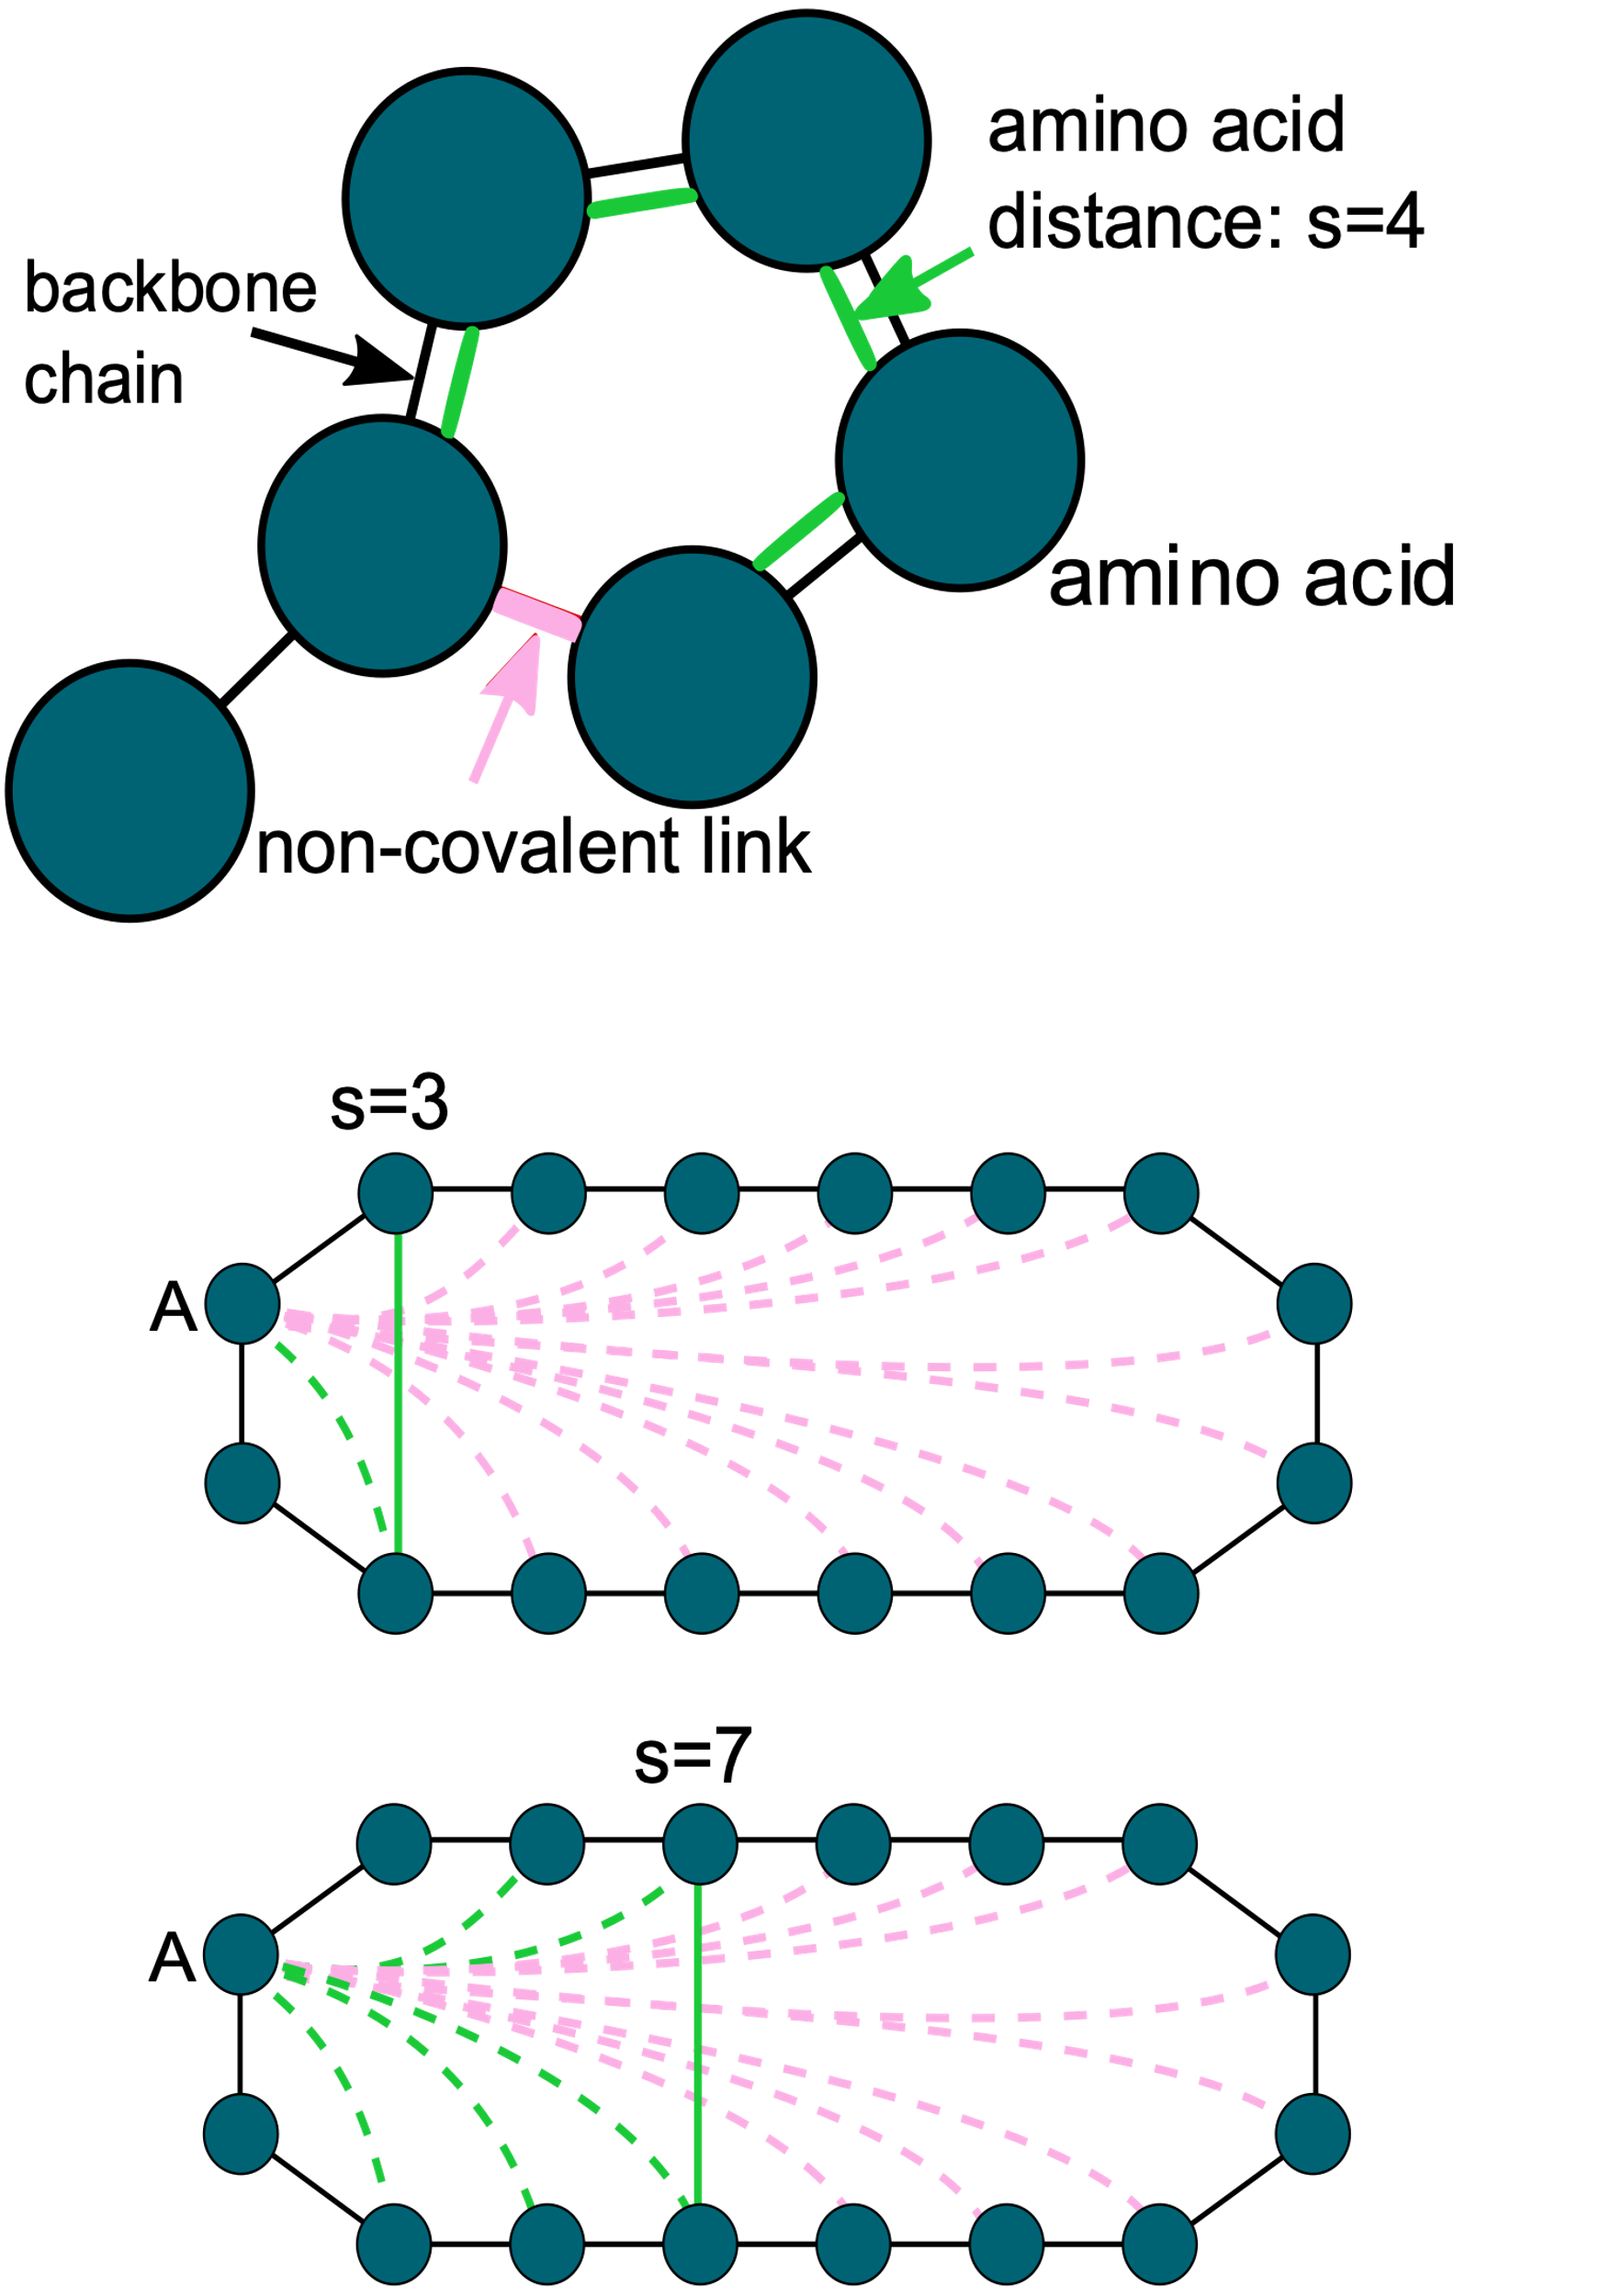 amino acid
distance: s=4
backbone
chain
amino acid
non-covalent link
s=3
A
s=7
A